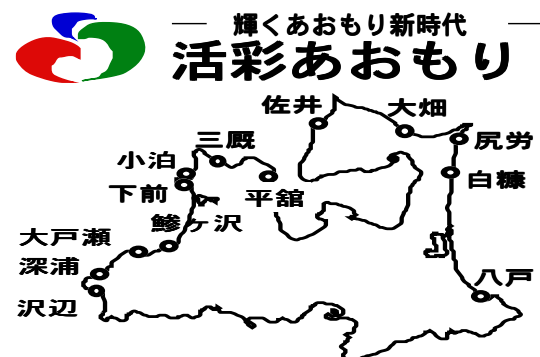 輝くあおもり新時代
活彩あおもり
佐井
大畑
三厩
尻労
小泊
白糠
下前
平舘
鰺ヶ沢
大戸瀬
深浦
八戸
沢辺